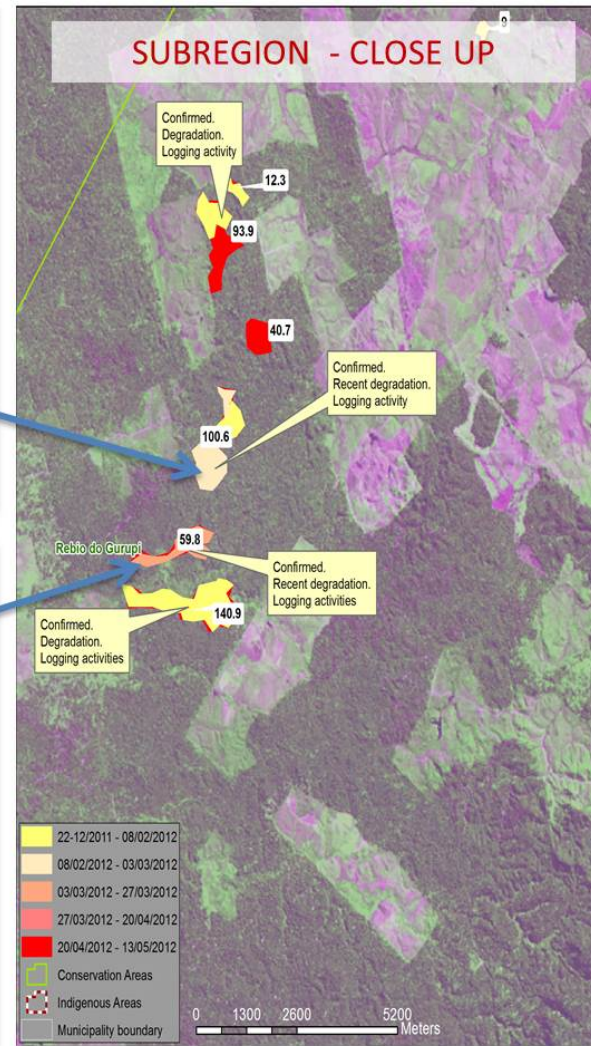 9
SUBREGION - CLOSE UP
Confirmed.
Degradation.
Logging activity
12.3
93.9
40.7
Confirmed.
Recent degradation.
Logging activity
100.6
Rebio do Gurupi
59.8
Confirmed.
Recent degradation.
Logging activities
140.9
Confirmed.
Degradation.
Logging activities
22-12/2011 - 08/02/2012
08/02/2012 - 03/03/2012
03/03/2012 - 27/03/2012
27/03/2012 - 20/04/2012
20/04/2012 - 13/05/2012
Conservation Areas
Indigenous Areas
Municipality boundary
0 1300 2600 5200
Meters